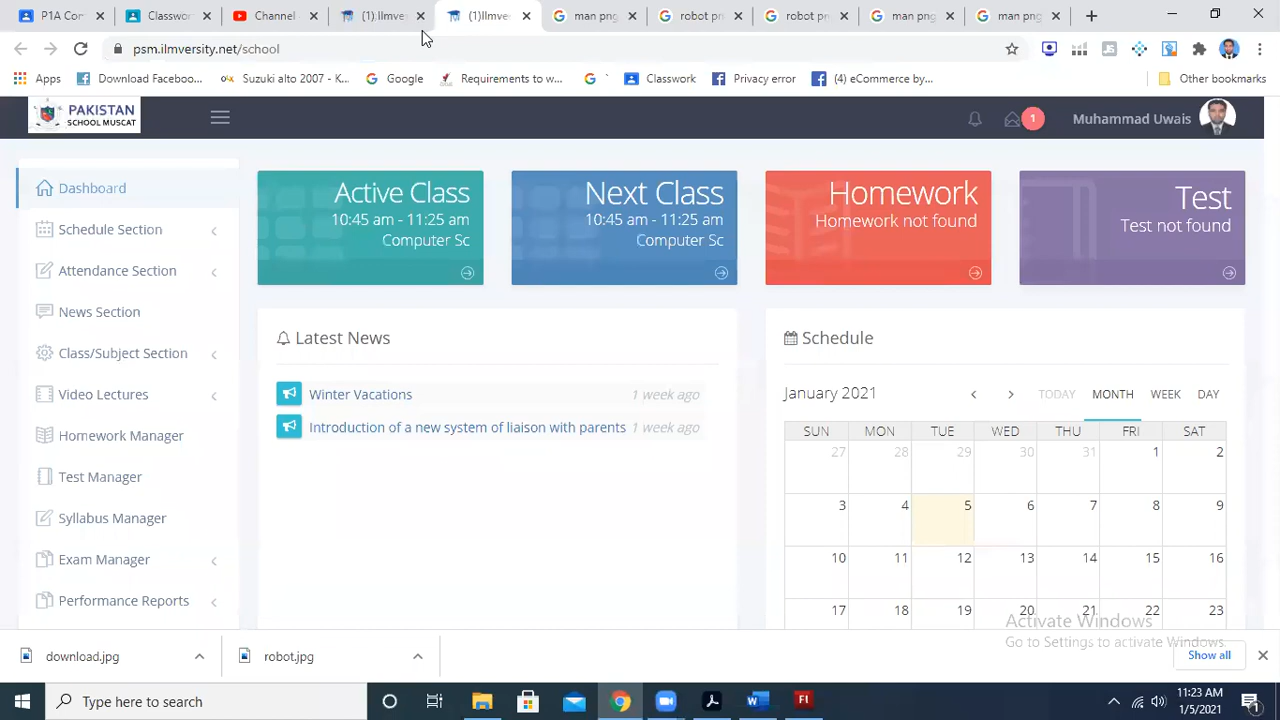 P1A Con
Classwor
Channel
(1)Ilmve
(1)Ilmve
man png
robot pn
robot pn
man png
man png
psm.ilmversity.net/school
Apps
Download Faceboo...
Suzuki alto 2007 - K...
Google
Requirements to w...
Classwork
Privacy error
(4) eCommerce by...
Other bookmarks
PAKISTAN
SCHOOL MUSCAT
1
Muhammad Uwais
Dashboard
Schedule Section
Attendance Section
News Section
Class/Subject Section
Video Lectures
Homework Manager
Test Manager
Syllabus Manager
Exam Manager
Performance Reports
Active Class
10:45 am - 11:25 am
Computer Sc
Next Class
10:45 am - 11:25 am
Computer Sc
Homework
Homework not found
Test
Test not found
Latest News
Winter Vacations 1 week ago
Introduction of a new system of liaison with parents 1 week ago
Schedule
January 2021 TODAY MONTH WEEK DAY
SUN MON TUE WED THU FRI SAT
27 28 29 30 31 1 2
3 4 5 6 7 8 9
10 11 12 13 14 15 16
17 18 19 20 21 22 23
Activate Windows
Go to Settings to activate Windows.
download.jpg
robot.jpg
Show all
Type here to search
11:23 AM
1/5/2021
1